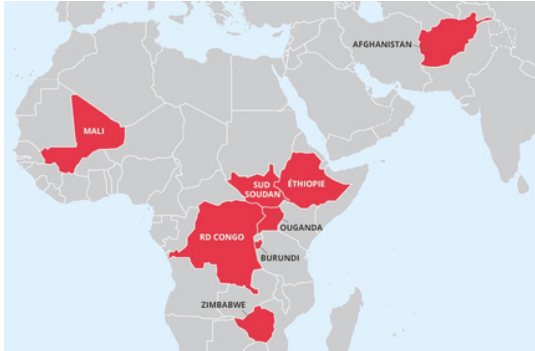 AFGHANISTAN
MALI
SUD
SOUDAN
ÉTHIOPIE
OUGANDA
RD CONGO
BURUNDI
ZIMBABWE